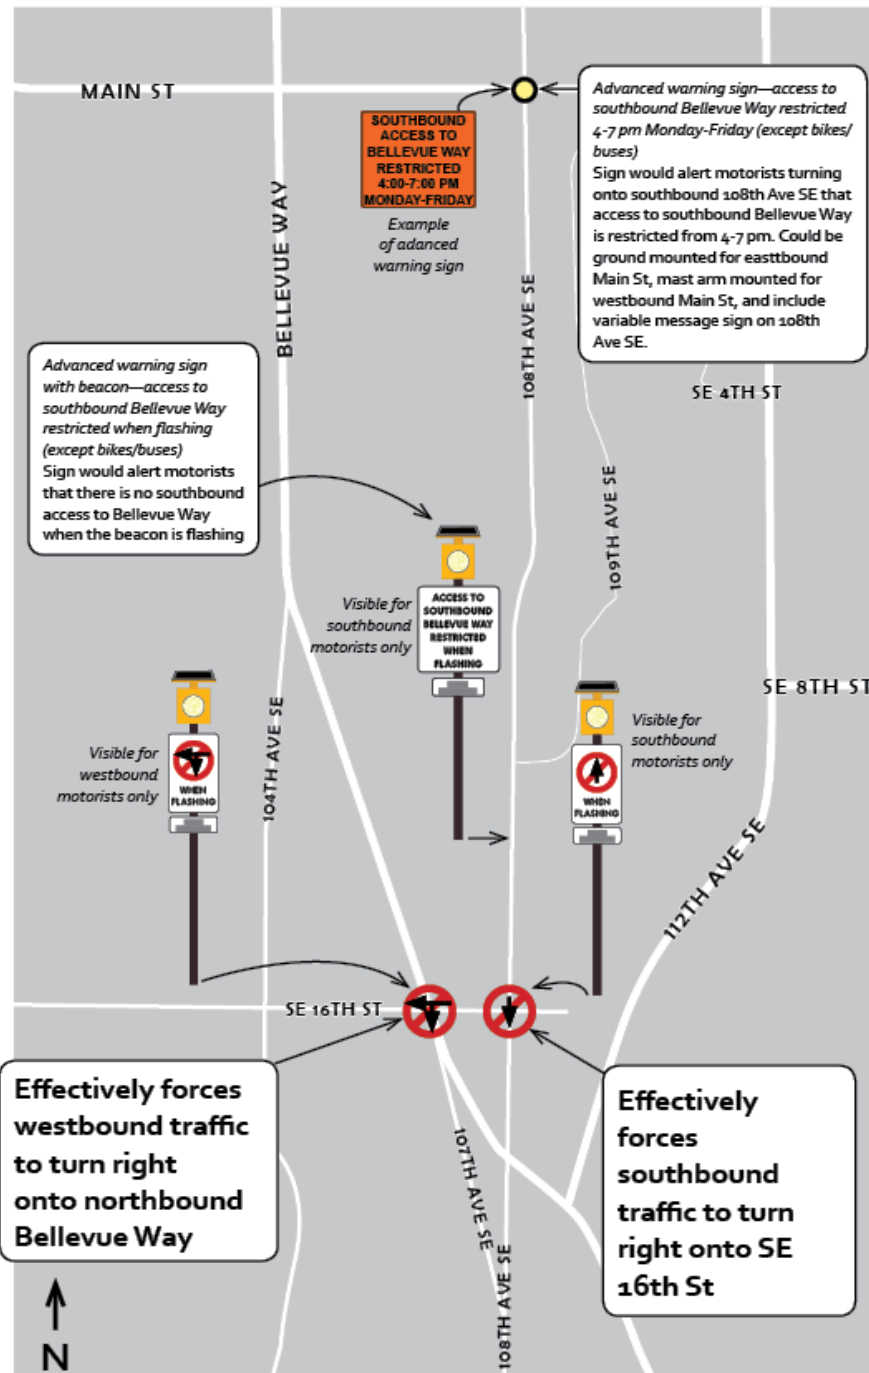 MAIN ST
SOUTHBOUND
ACCESS TO
BELLEVUE WAY
RESTRICTED
4:00-7:00 PM
MONDAY-FRIDAY
Example
of adanced
warning sign
Advanced warning sign—access to
southbound Bellevue Way restricted
4-7 pm Monday-Friday (except bikes/
buses)
Sign would alert motorists turning
onto southbound 108th Ave SE that
access to southbound Bellevue Way
is restricted from 4-7 pm. Could be
ground mounted for easttbound
Main St, mast arm mounted for
westbound Main St, and include
variable message sign on 108th
Ave SE.
BELLEVUE WAY
108TH AVE SE
SE 4TH ST
Advanced warning sign
with beacon—access to
southbound Bellevue Way
restricted when flashing
(except bikes/buses)
Sign would alert motorists
that there is no southbound
access to Bellevue Way
when the beacon is flashing
109TH AVE SE
Visible for
southbound
motorists only
ACCESS TO
SOUTHBOUND
BELLEVUE WAY
RESTRICTED
WHEN
FLASHING
SE 8TH ST
104TH AVE SE
Visible for
westbound
motorists only
WHEN
FLASHING
WHEN
FLASHING
Visible for
southbound
motorists only
112TH AVE SE
SE 16TH ST
Effectively forces
westbound traffic
to turn right
onto northbound
Bellevue Way
Effectively
forces
southbound
traffic to turn
right onto SE
16th St
107TH AVE SE
108TH AVE SE
N